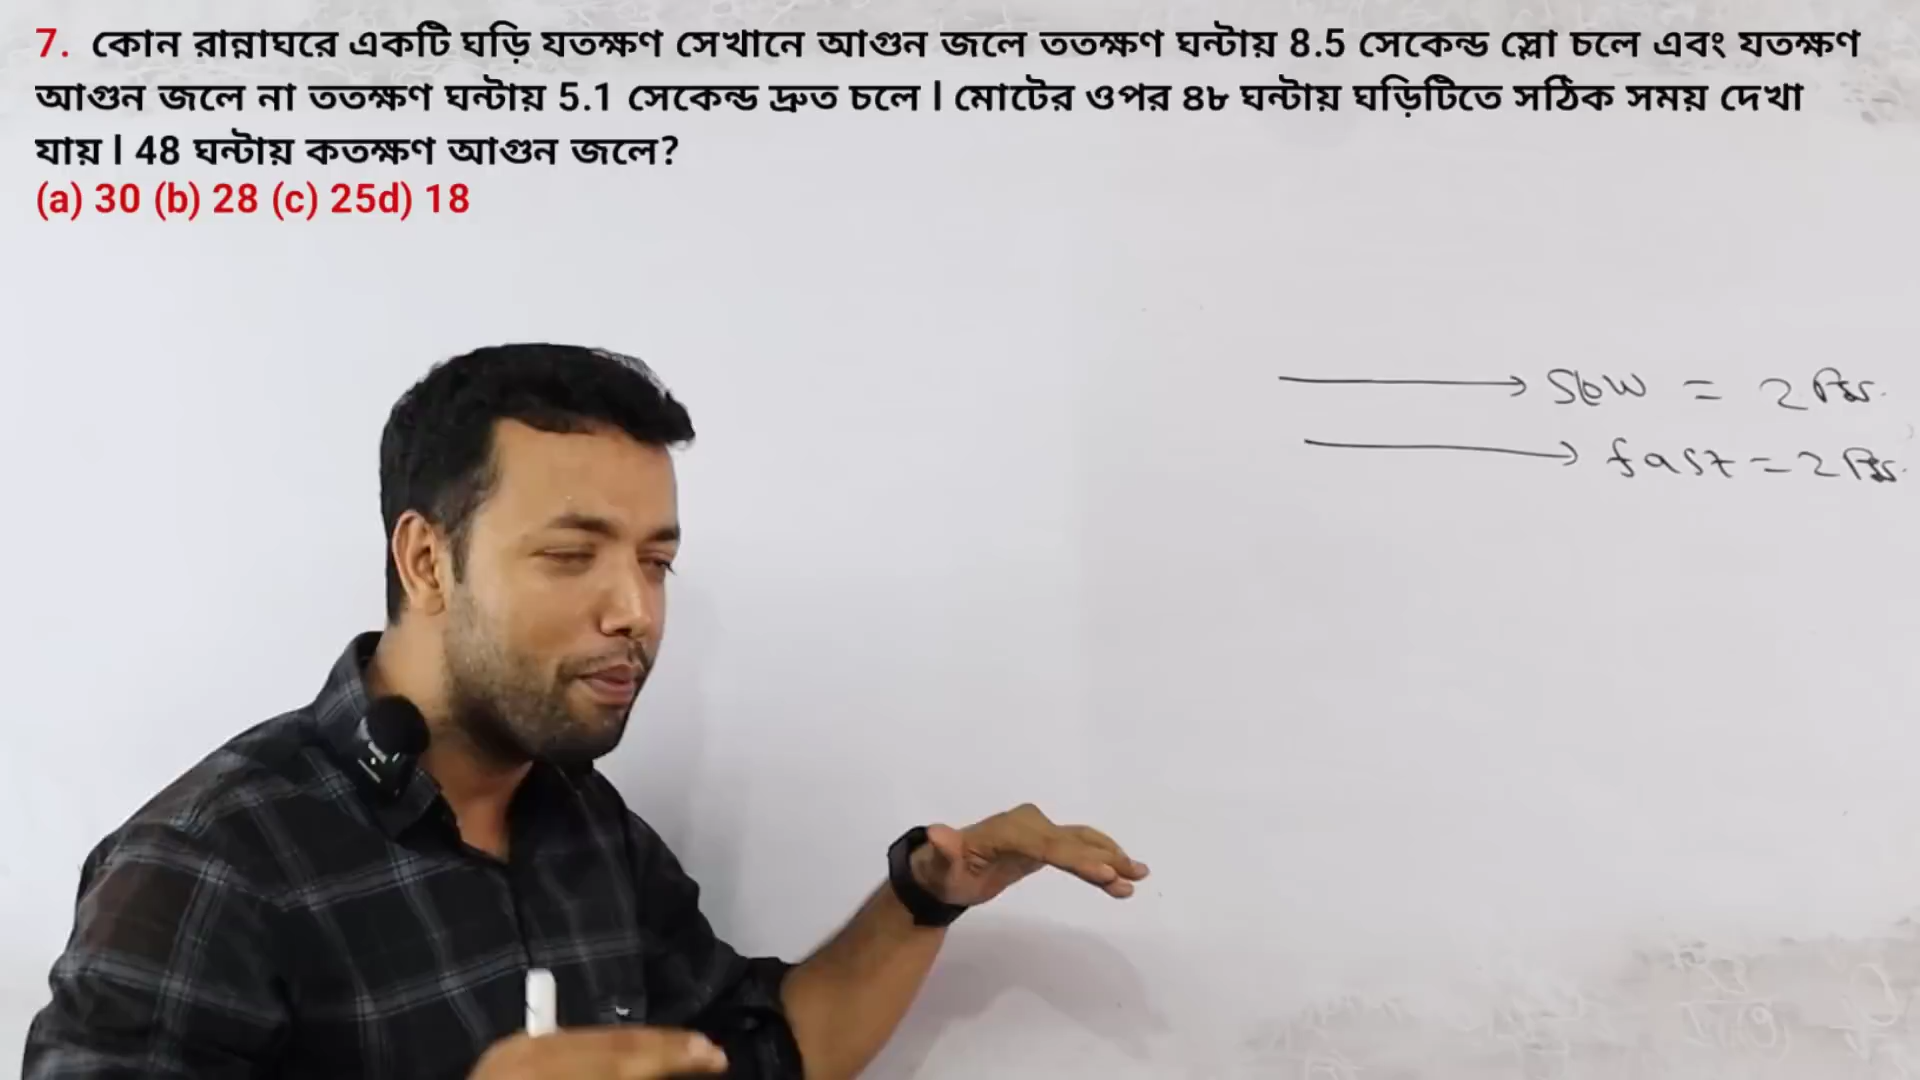 7. কোন রান্নাঘরে একটি ঘড়ি যতক্ষণ সেখানে আগুন জলে ততক্ষণ ঘন্টায় 8.5 সেকেন্ড স্লো চলে এবং যতক্ষণ
আগুন জলে না ততক্ষণ ঘন্টায় 5.1 সেকেন্ড দ্রুত চলে | মোটের ওপর ৪৮ ঘন্টায় ঘড়িটিতে সঠিক সময় দেখা
যায় | 48 ঘন্টায় কতক্ষণ আগুন জলে?
(a) 30 (b) 28 (c) 25d) 18
Slow = 2
fast = 2